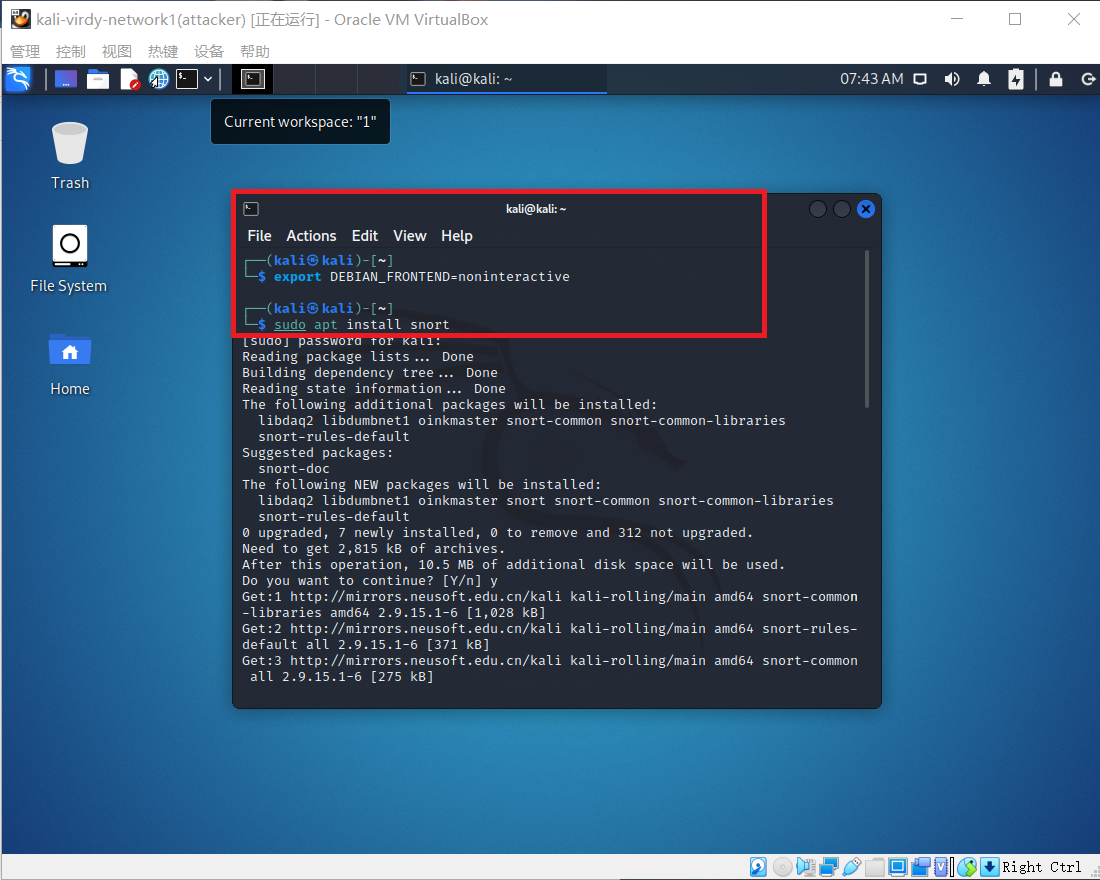 kali-virdy-network1(attacker) [正在运行] - Oracle VM VirtualBox
管理 控制 视图 热键 设备 帮助
kali@kali: ~
07:43 AM
Current workspace: "1"
Trash
File System
Home
kali@kali: ~
File Actions Edit View Help
┌──(kali㉿kali)-[~]
└─$ export DEBIAN_FRONTEND=noninteractive
┌──(kali㉿kali)-[~]
└─$ sudo apt install snort
[sudo] password for kali:
Reading package lists... Done
Building dependency tree... Done
Reading state information... Done
The following additional packages will be installed:
libdaq2 libdumbnet1 oinkmaster snort-common snort-common-libraries
snort-rules-default
Suggested packages:
snort-doc
The following NEW packages will be installed:
libdaq2 libdumbnet1 oinkmaster snort snort-common snort-common-libraries
snort-rules-default
0 upgraded, 7 newly installed, 0 to remove and 312 not upgraded.
Need to get 2,815 kB of archives.
After this operation, 10.5 MB of additional disk space will be used.
Do you want to continue? [Y/n] y
Get:1 http://mirrors.neusoft.edu.cn/kali kali-rolling/main amd64 snort-common
-libraries amd64 2.9.15.1-6 [1,028 kB]
Get:2 http://mirrors.neusoft.edu.cn/kali kali-rolling/main amd64 snort-rules-
default all 2.9.15.1-6 [371 kB]
Get:3 http://mirrors.neusoft.edu.cn/kali kali-rolling/main amd64 snort-common
all 2.9.15.1-6 [275 kB]
Right Ctrl